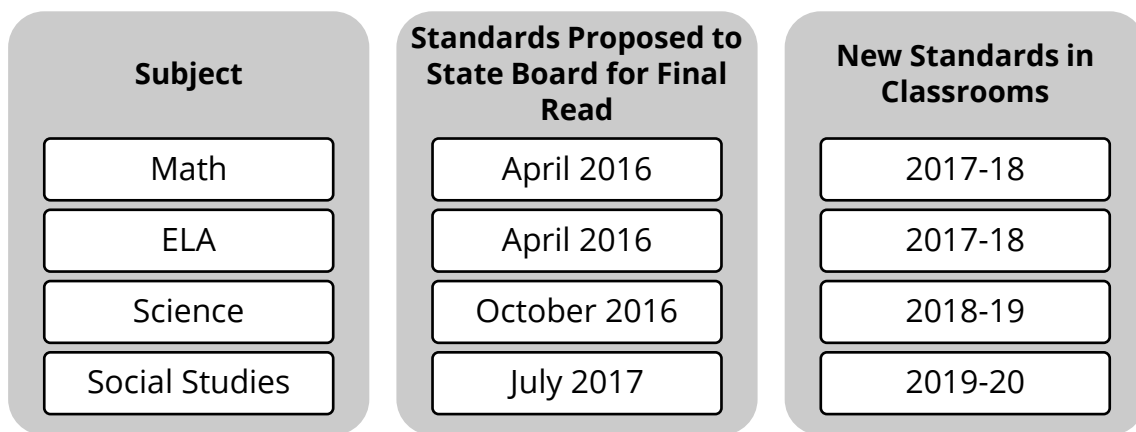 Subject
Standards Proposed to
State Board for Final
Read
New Standards in
Classrooms
Math
April 2016
2017-18
ELA
April 2016
2017-18
Science
October 2016
2018-19
Social Studies
July 2017
2019-20